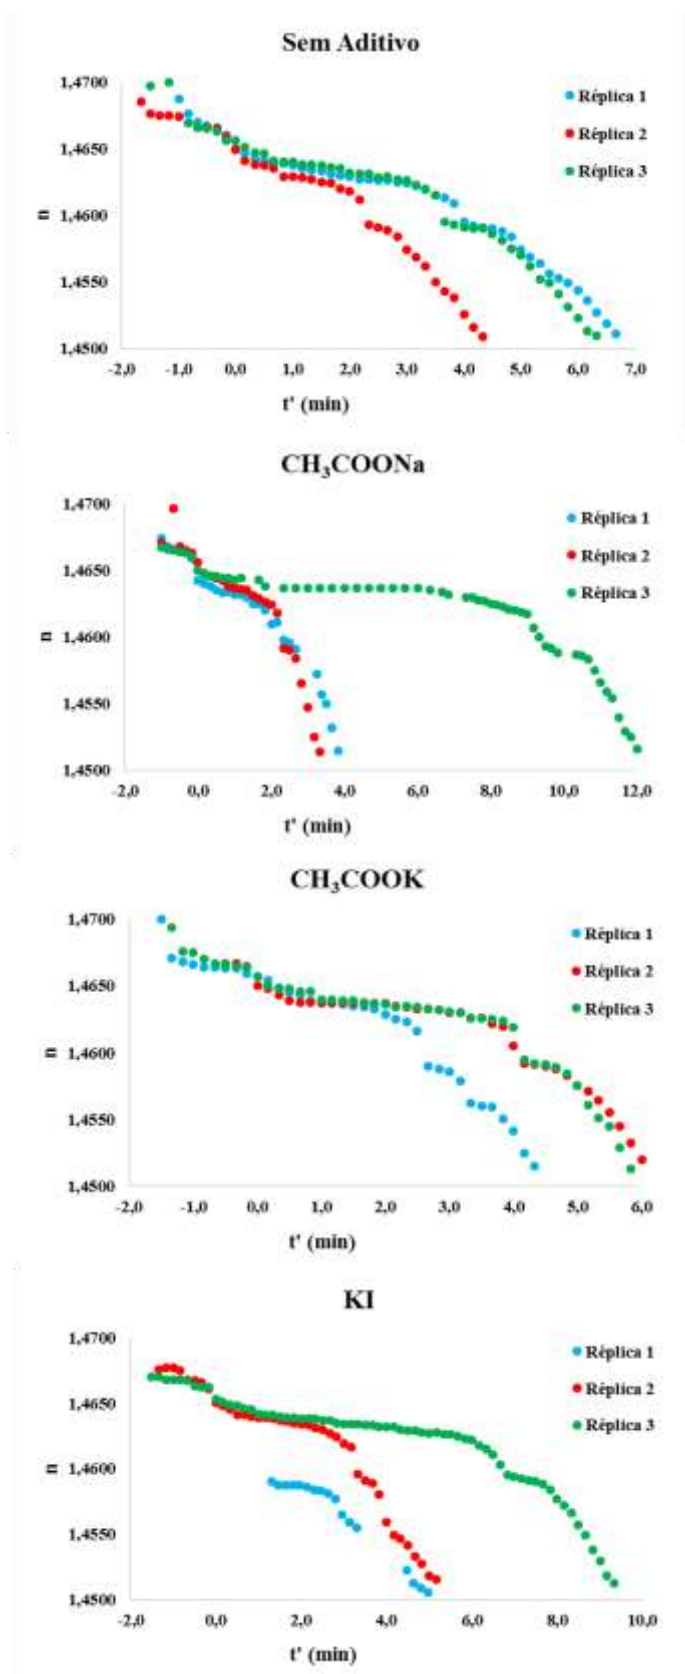 Sem Aditivo
1,4700
1,4650
1,4600
1,4550
1,4500
n
-2,0 -1,0 0,0 1,0 2,0 3,0 4,0 5,0 6,0 7,0
t' (min)
Réplica 1
Réplica 2
Réplica 3
CH₃COONa
1,4700
1,4650
1,4600
1,4550
1,4500
n
-2,0 0,0 2,0 4,0 6,0 8,0 10,0 12,0
t' (min)
Réplica 1
Réplica 2
Réplica 3
CH₃COOK
1,4700
1,4650
1,4600
1,4550
1,4500
n
-2,0 -1,0 0,0 1,0 2,0 3,0 4,0 5,0 6,0
t' (min)
Réplica 1
Réplica 2
Réplica 3
KI
1,4700
1,4650
1,4600
1,4550
1,4500
n
-2,0 0,0 2,0 4,0 6,0 8,0 10,0
t' (min)
Réplica 1
Réplica 2
Réplica 3